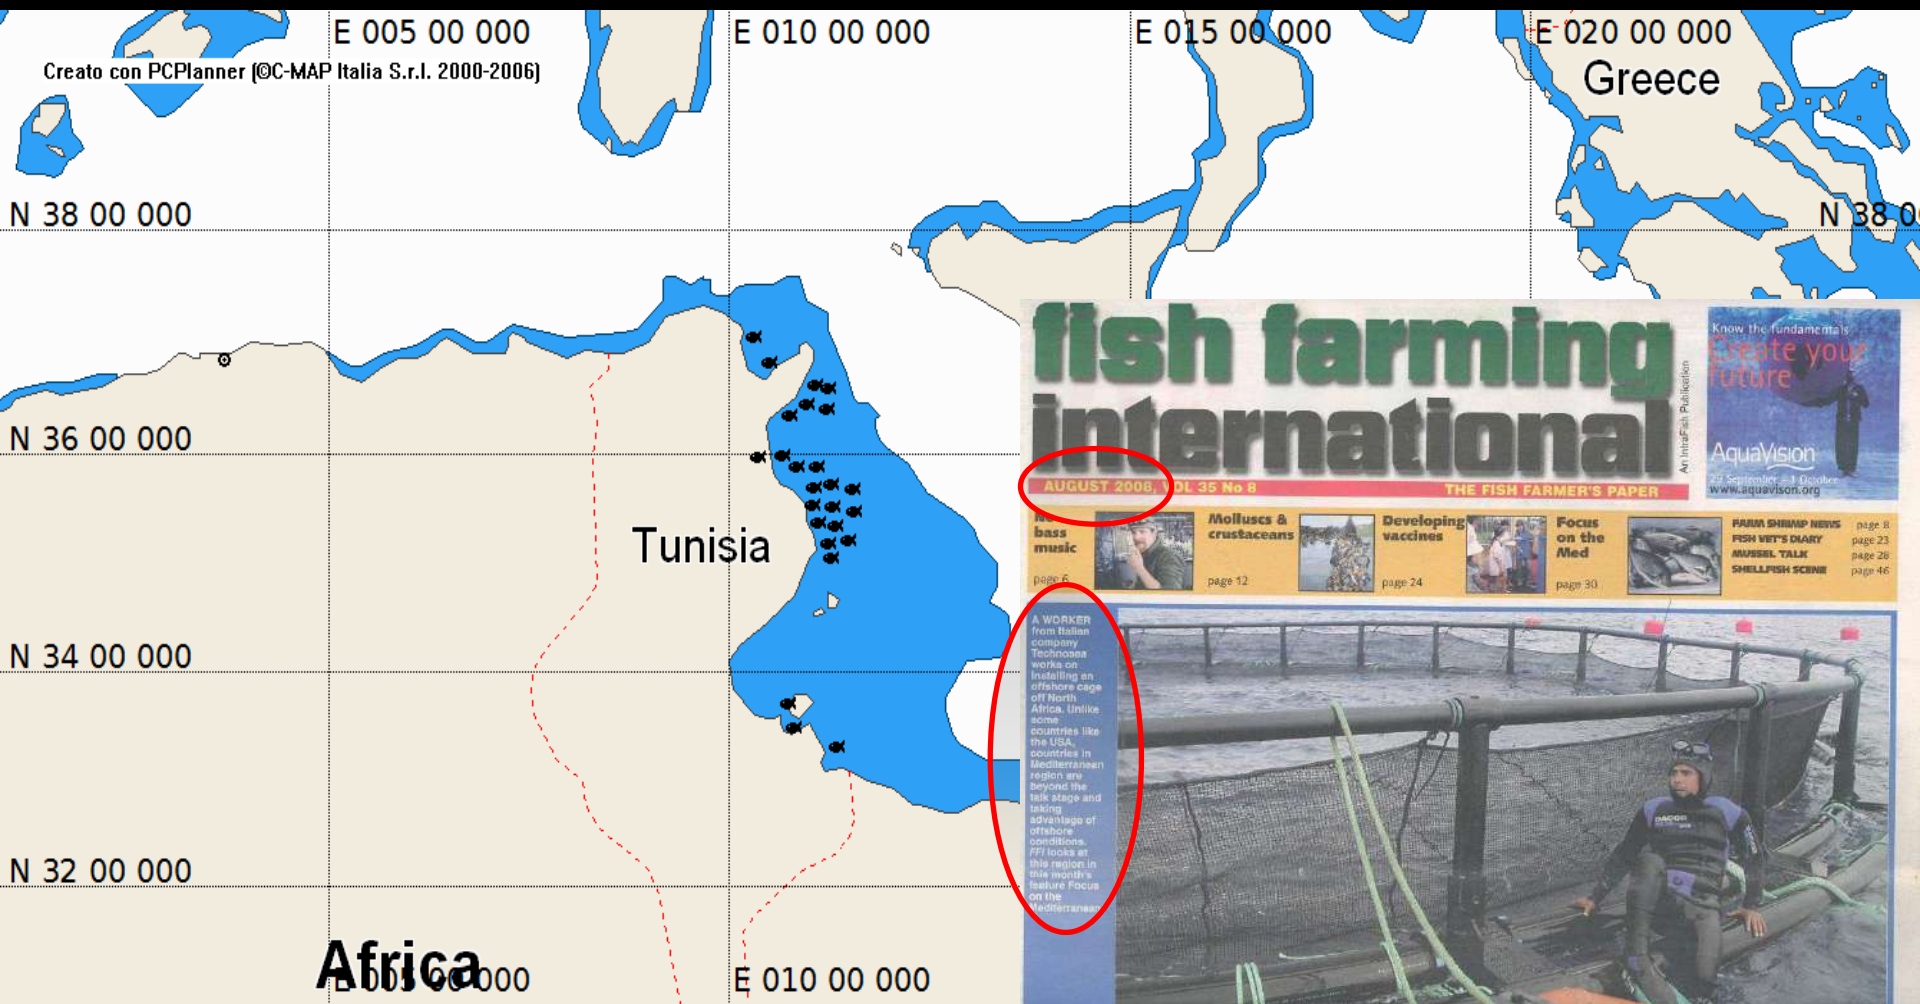 E 005 00 000
E 010 00 000
E 015 00 000
E 020 00 000
Creato con PCPlanner (©C-MAP Italia S.r.l. 2000-2006)
Greece
N 38 00 000
N 38 0
N 36 00 000
Tunisia
N 34 00 000
N 32 00 000
Africa
E 005 00 000
E 010 00 000
fish farming
international
An IntraFish Publication
Know the fundamentals
Create your
future
AquaVision
29 September – 1 October
www.aquavision.org
AUGUST 2008, VOL 35 No 8
THE FISH FARMER'S PAPER
bass
music
page 6
Molluscs &
crustaceans
page 12
Developing
vaccines
page 24
Focus
on the
Med
page 30
FARM SHRIMP NEWS page 8
FISH VET'S DIARY page 23
MUSSEL TALK page 28
SHELLFISH SCENE page 46
A WORKER
from Italian
company
Technosea
works on
installing an
offshore cage
off North
Africa. Unlike
some
countries like
the USA,
countries in
Mediterranean
region are
beyond the
talk stage and
taking
advantage of
offshore
conditions.
FFI looks at
this region in
this month's
feature Focus
on the
Mediterranean